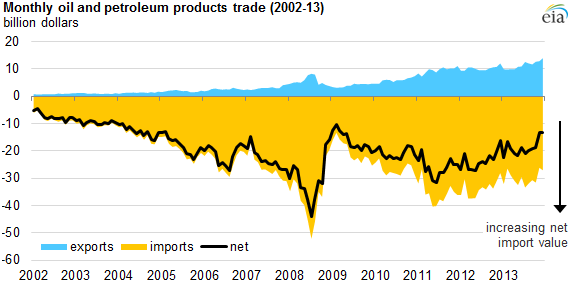 Monthly oil and petroleum products trade (2002-13)
billion dollars
eia
20
10
0
-10
-20
-30
-40
-50
-60
increasing net
import value
exports imports net
2002 2003 2004 2005 2006 2007 2008 2009 2010 2011 2012 2013